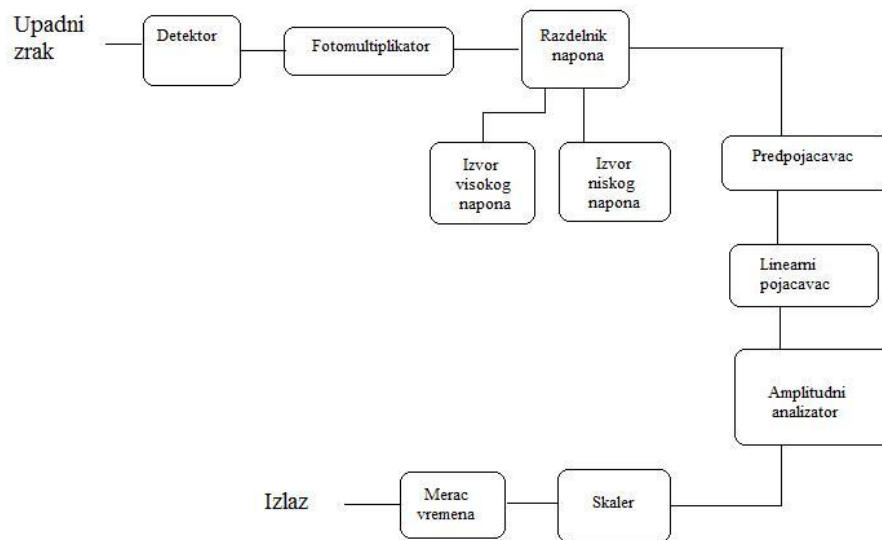 Upadni
zrak
Detektor
Fotomultiplikator
Razdelnik
napona
Izvor
visokog
napona
Izvor
niskog
napona
Predpojacavac
Linearni
pojacavac
Amplitudni
analizator
Izlaz
Merac
vremena
Skaler